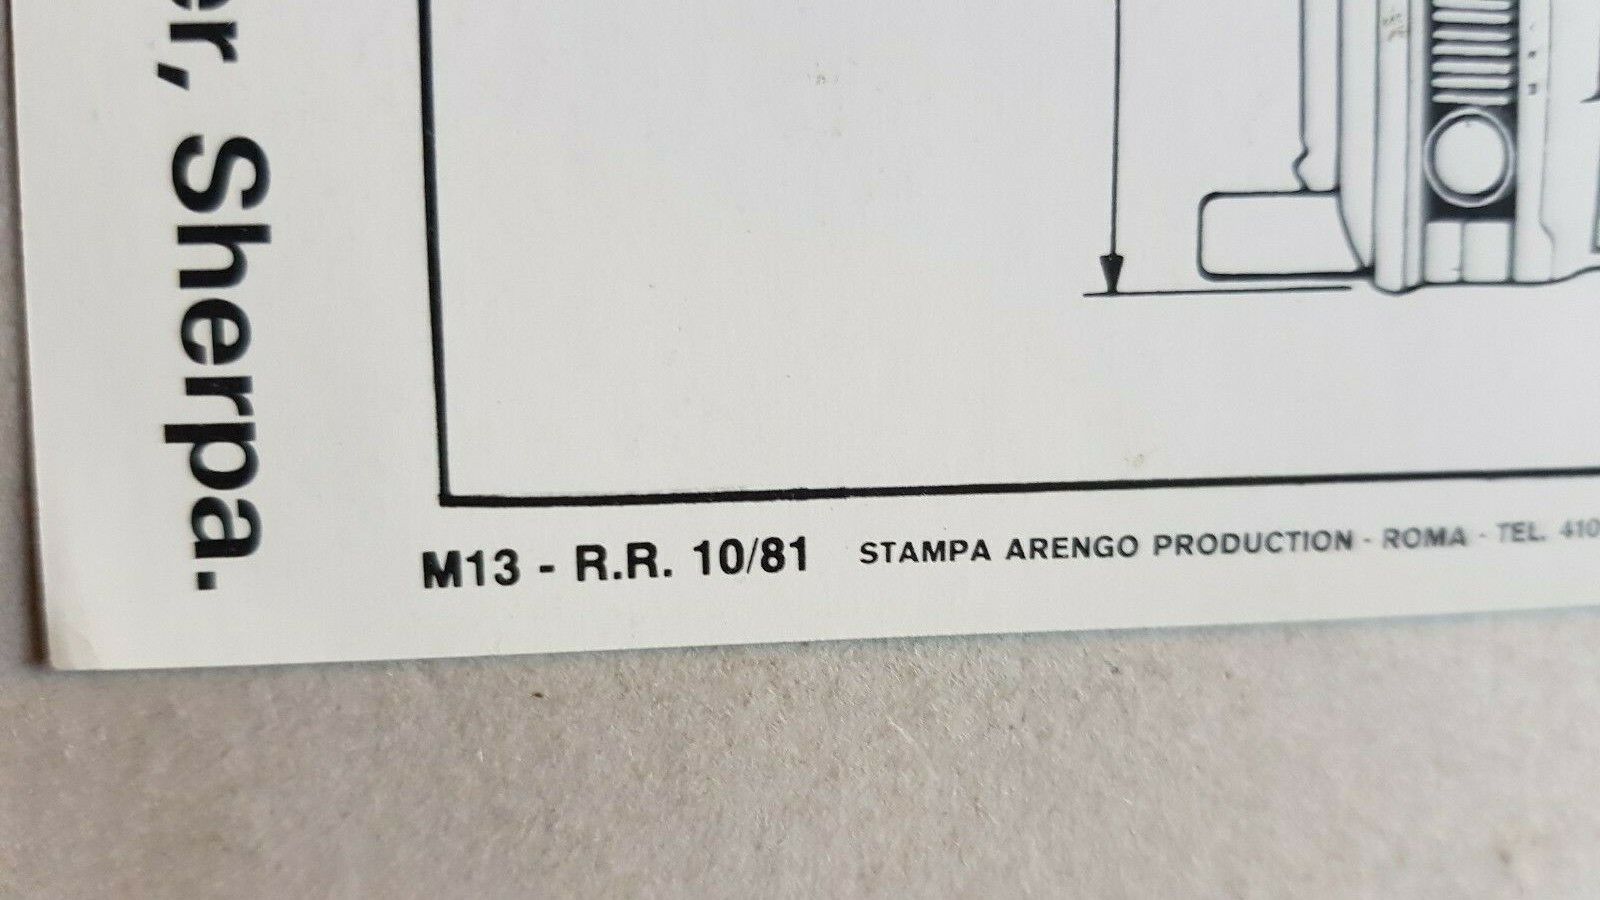 er, Sherpa.
M13 - R.R. 10/81 STAMPA ARENGO PRODUCTION - ROMA - TEL. 410